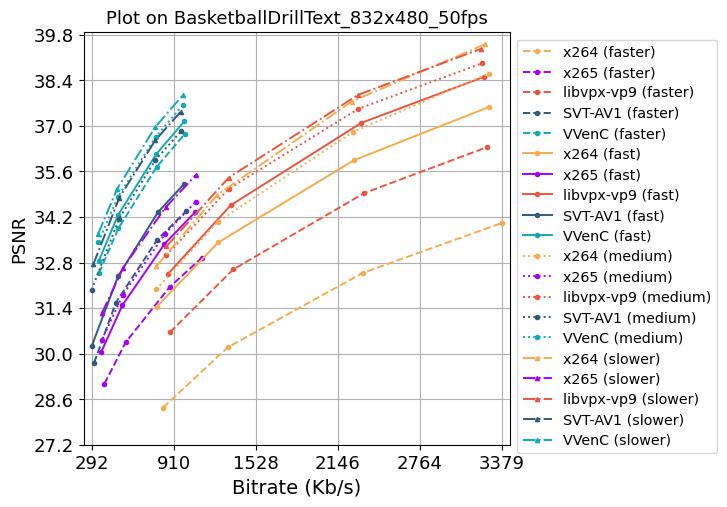 Plot on BasketballDrillText_832x480_50fps
39.8
38.4
37.0
35.6
34.2
32.8
31.4
30.0
28.6
27.2
PSNR
292 910 1528 2146 2764 3379
Bitrate (Kb/s)
x264 (faster)
x265 (faster)
libvpx-vp9 (faster)
SVT-AV1 (faster)
VVenC (faster)
x264 (fast)
x265 (fast)
libvpx-vp9 (fast)
SVT-AV1 (fast)
VVenC (fast)
x264 (medium)
x265 (medium)
libvpx-vp9 (medium)
SVT-AV1 (medium)
VVenC (medium)
x264 (slower)
x265 (slower)
libvpx-vp9 (slower)
SVT-AV1 (slower)
VVenC (slower)